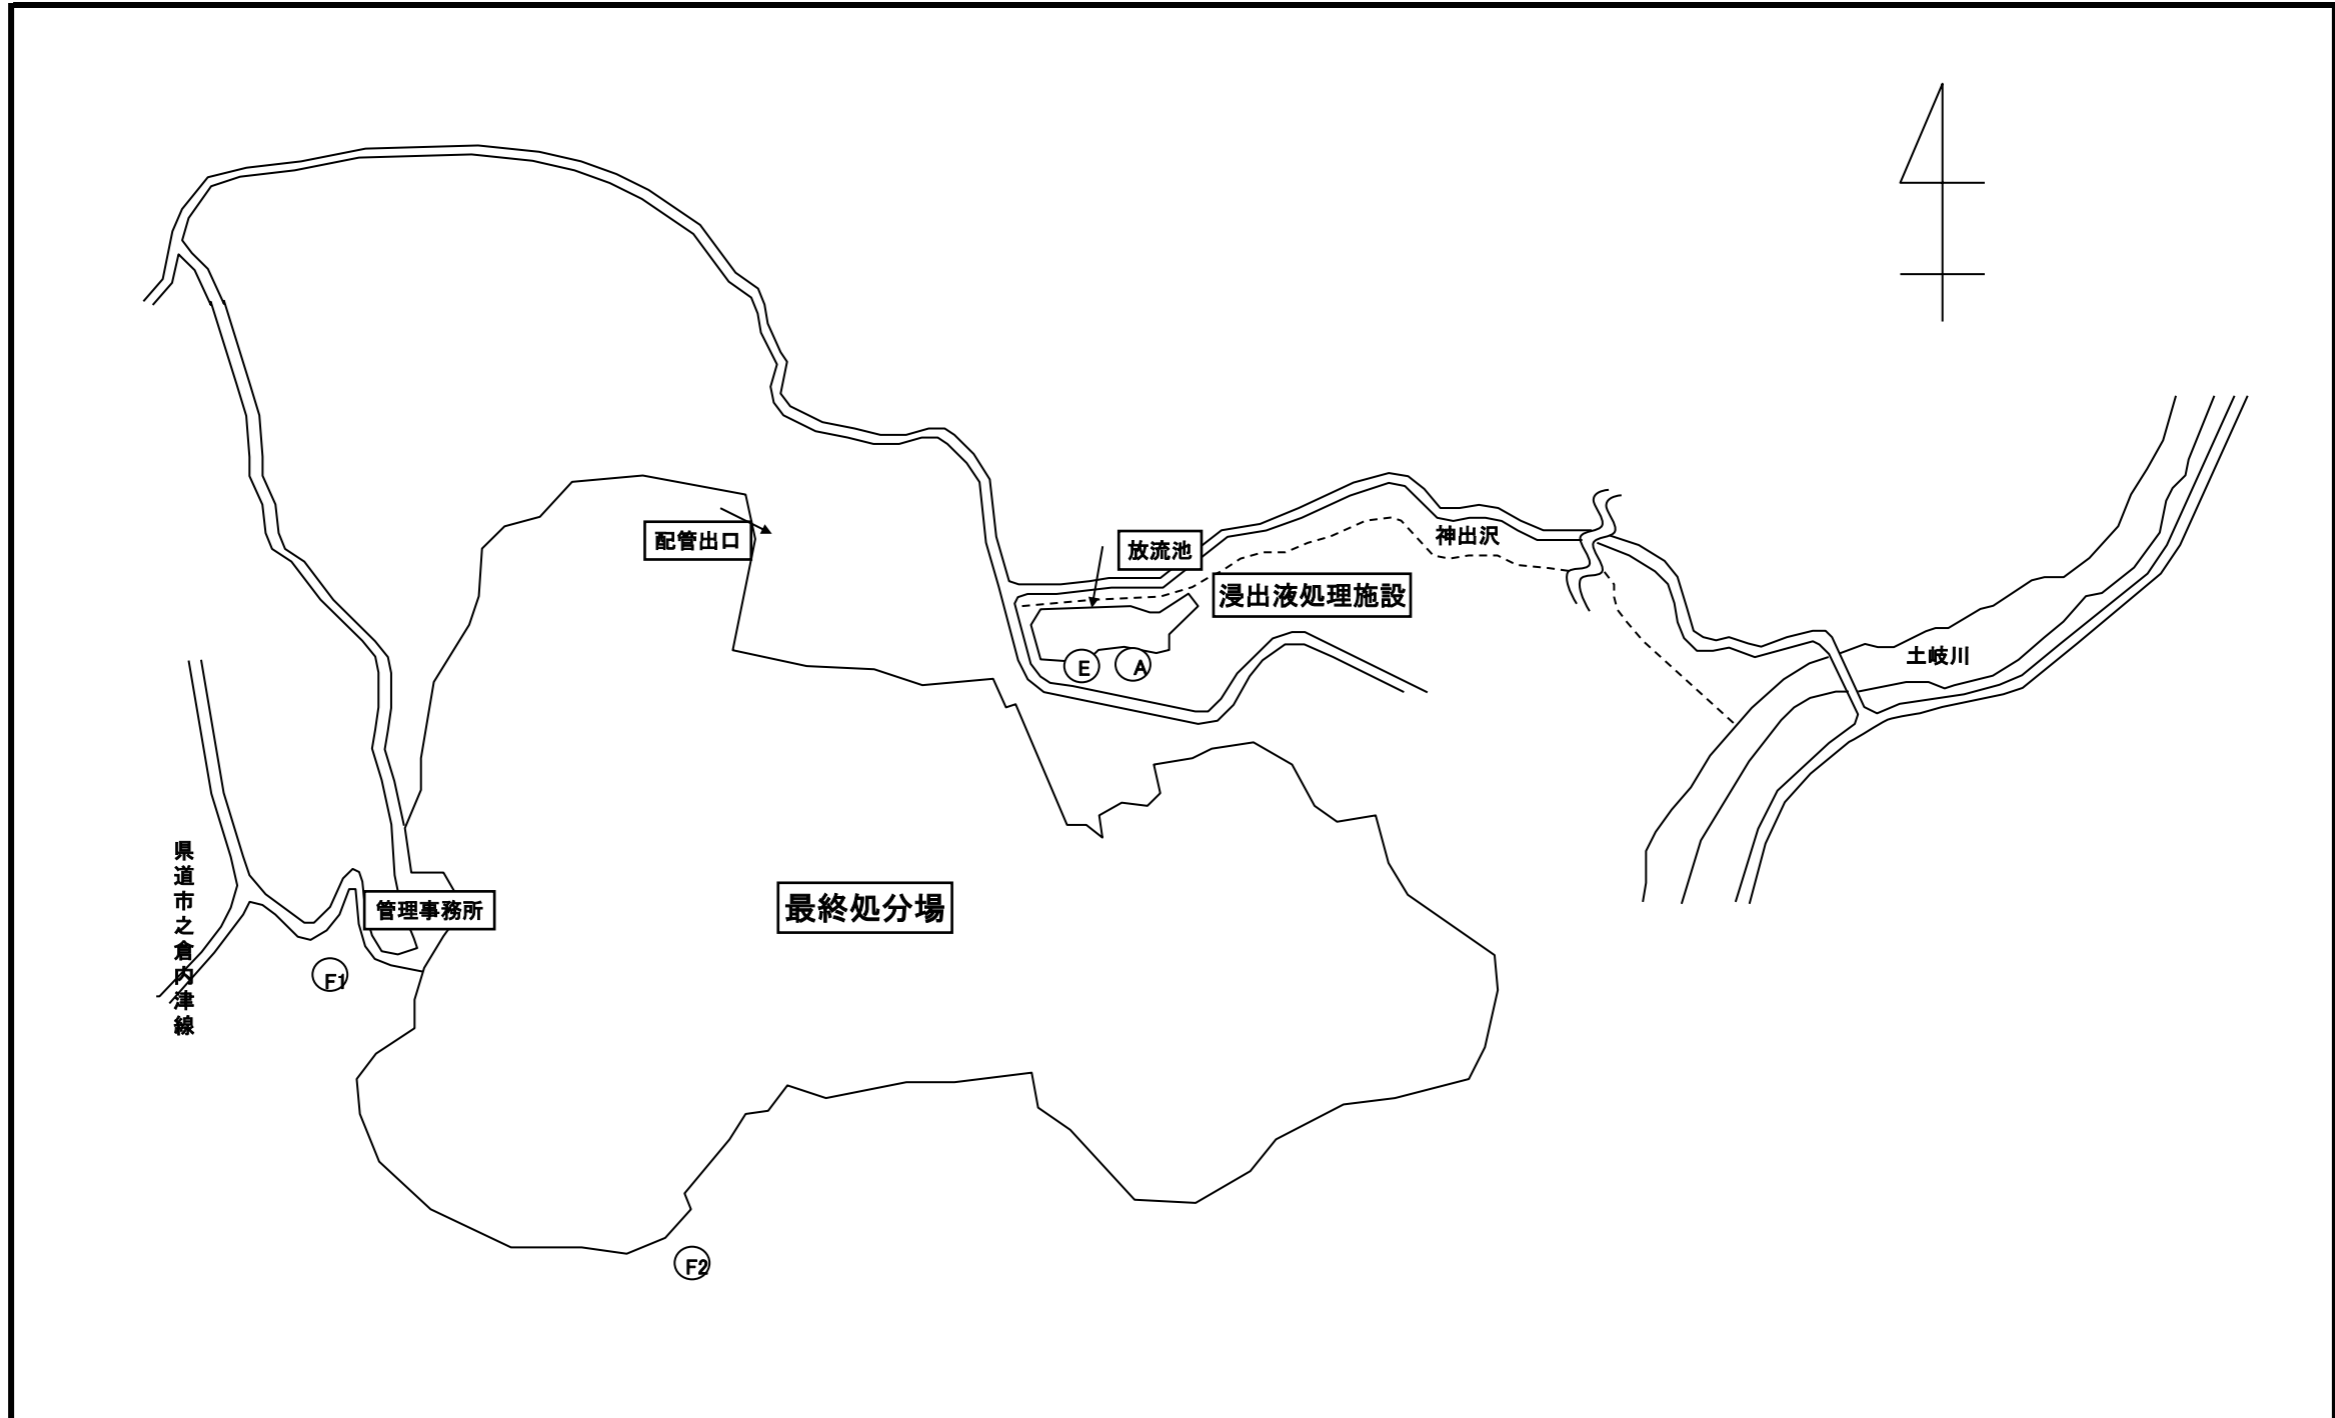 神出沢
配管出口
放流池
浸出液処理施設
土岐川
E
A
県道市之倉内津線
管理事務所
最終処分場
F1
F2